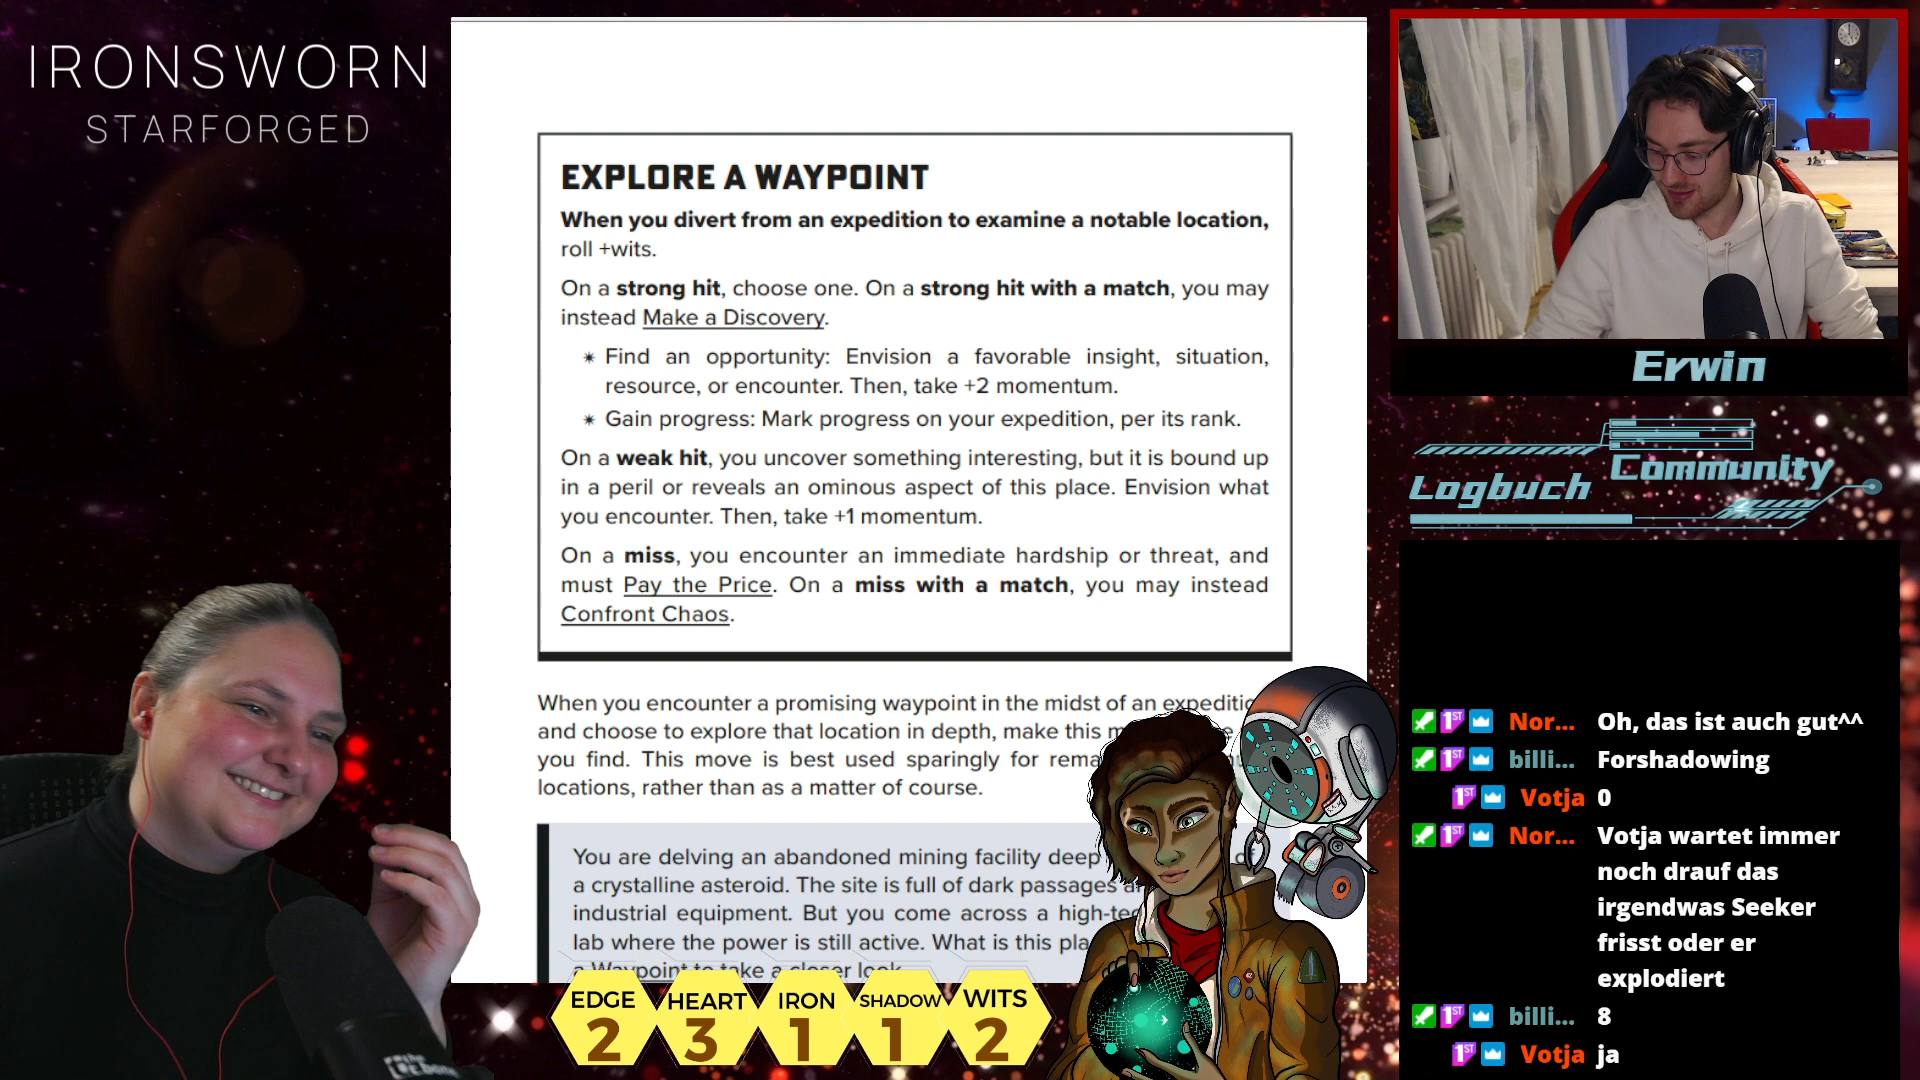 IRONSWORN
STARFORGED
EXPLORE A WAYPOINT
When you divert from an expedition to examine a notable location,
roll +wits.
On a strong hit, choose one. On a strong hit with a match, you may
instead Make a Discovery.
✴ Find an opportunity: Envision a favorable insight, situation,
resource, or encounter. Then, take +2 momentum.
✴ Gain progress: Mark progress on your expedition, per its rank.
On a weak hit, you uncover something interesting, but it is bound up
in a peril or reveals an ominous aspect of this place. Envision what
you encounter. Then, take +1 momentum.
On a miss, you encounter an immediate hardship or threat, and
must Pay the Price. On a miss with a match, you may instead
Confront Chaos.
When you encounter a promising waypoint in the midst of an
and choose to explore that location in depth, make this
you find. This move is best used sparingly for
locations, rather than as a matter of course.
You are delving an abandoned mining facility deep
a crystalline asteroid. The site is full of dark passages
industrial equipment. But you come across a
lab where the power is still active. What is this
a Waypoint to take a closer look.
EDGE
2
HEART
3
IRON
1
SHADOW
1
WITS
2
Erwin
Logbuch Community
Nor... Oh, das ist auch gut^^
billi... Forshadowing
Votja 0
Nor... Votja wartet immer
noch drauf das
irgendwas Seeker
frisst oder er
explodiert
billi... 8
Votja ja